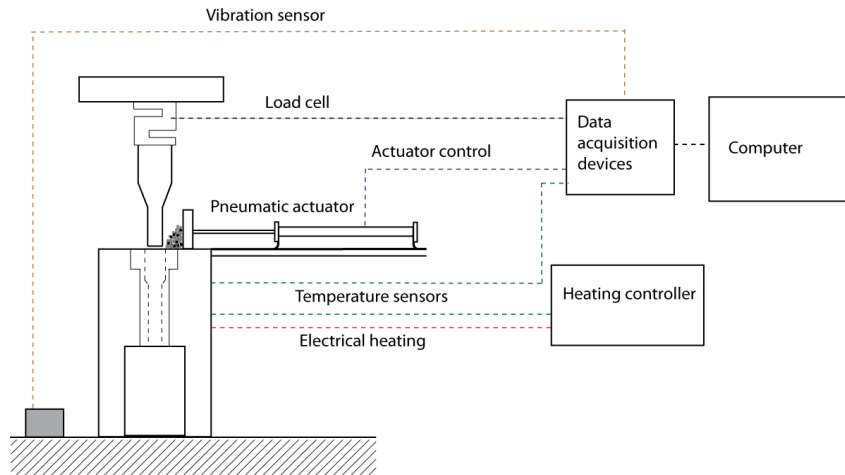 Vibration sensor
Load cell
Data
acquisition
devices
Computer
Actuator control
Pneumatic actuator
Temperature sensors
Heating controller
Electrical heating